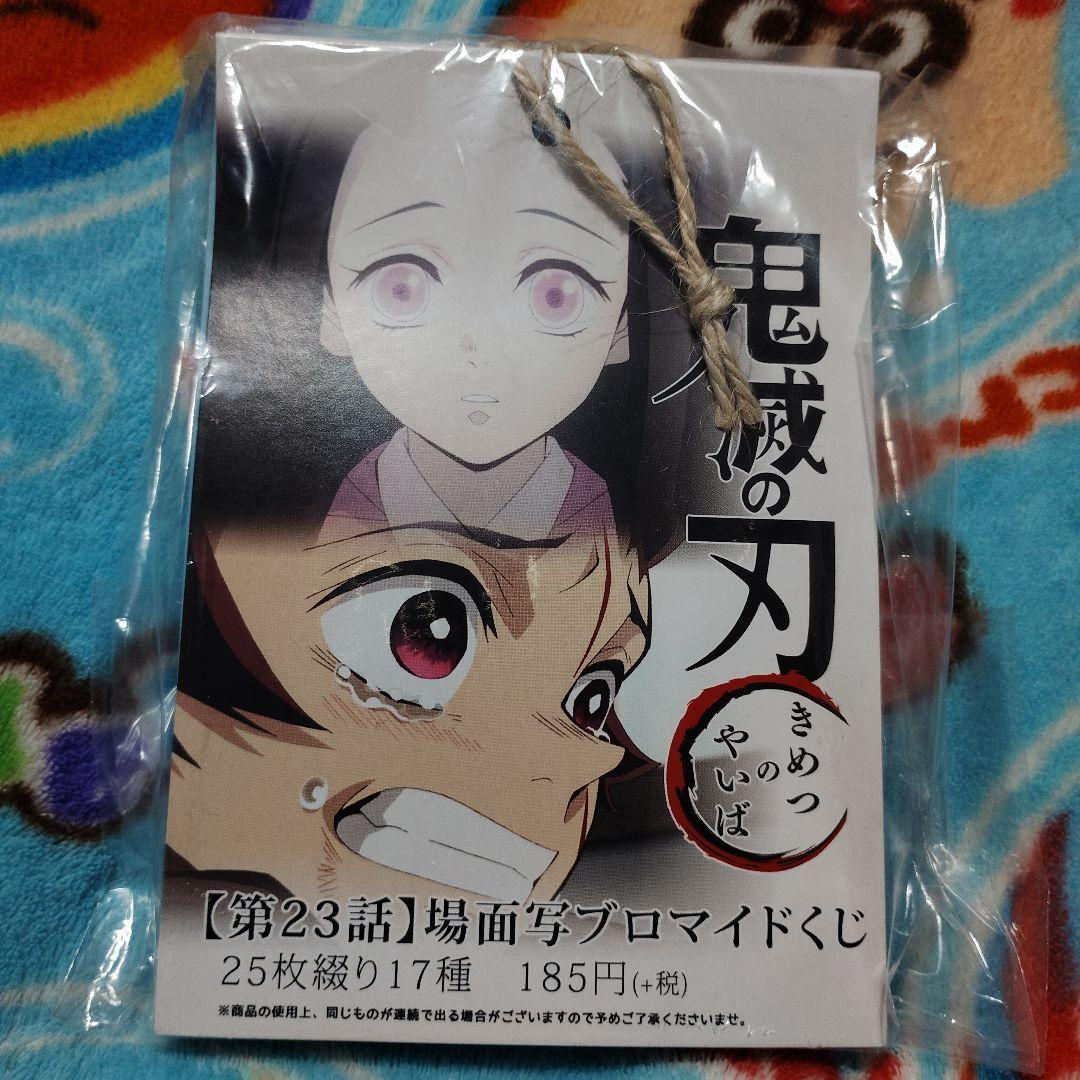 鬼滅の刃
きめつ
の
やいば
【第23話】場面写ブロマイドくじ
25枚綴り17種 185円(+税)
※商品の使用上、同じものが連続で出る場合がございますので予めご了承くださいませ。